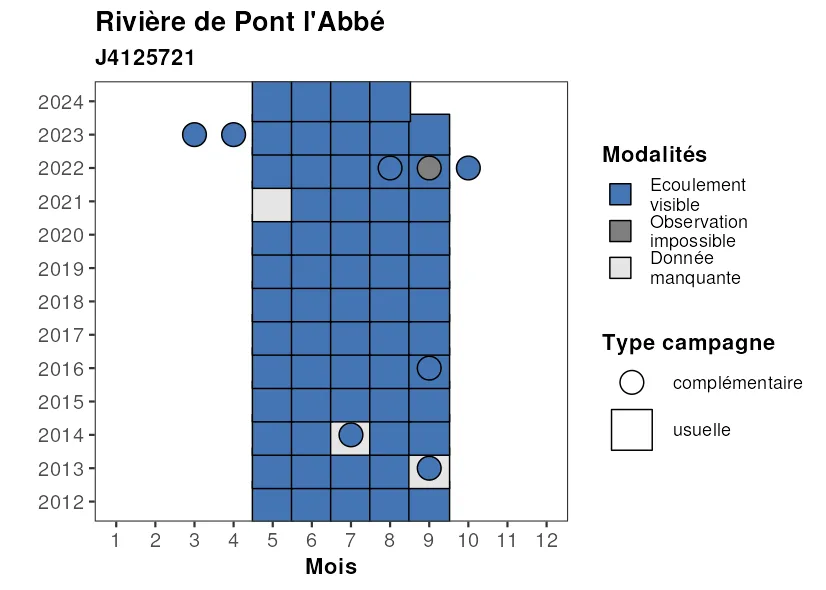 Rivière de Pont l'Abbé
J4125721
2024
2023
2022
2021
2020
2019
2018
2017
2016
2015
2014
2013
2012
1 2 3 4 5 6 7 8 9 10 11 12
Mois
Modalités
Ecoulement
visible
Observation
impossible
Donnée
manquante
Type campagne
complémentaire
usuelle